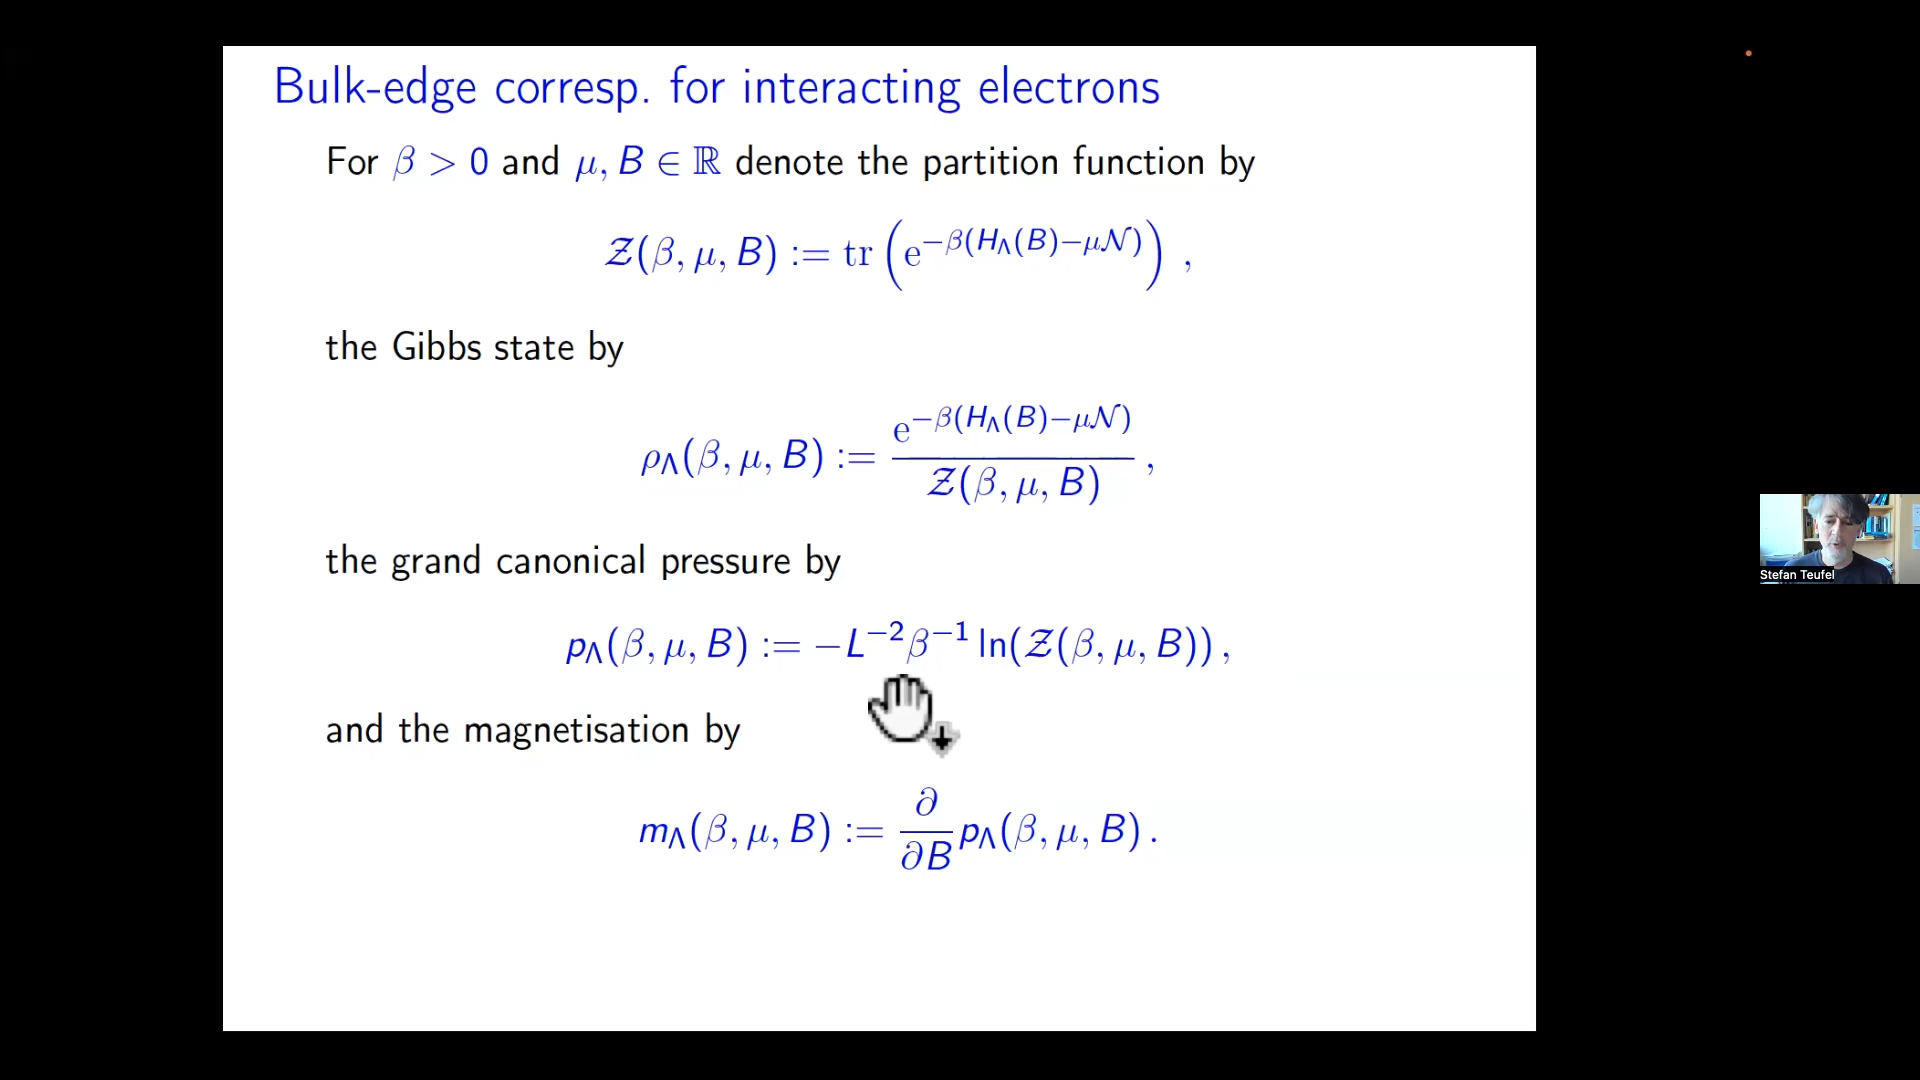 Bulk-edge corresp. for interacting electrons
For β > 0 and μ, B ∈ ℝ denote the partition function by
𝒵(β, μ, B) := tr ( e^{−β(H_Λ(B)−μ𝒩)} ) ,
the Gibbs state by
ρ_Λ(β, μ, B) := e^{−β(H_Λ(B)−μ𝒩)} / 𝒵(β, μ, B) ,
the grand canonical pressure by
p_Λ(β, μ, B) := −L^{−2}β^{−1} ln(𝒵(β, μ, B)) ,
and the magnetisation by
m_Λ(β, μ, B) := ∂/∂B p_Λ(β, μ, B) .
Stefan Teufel